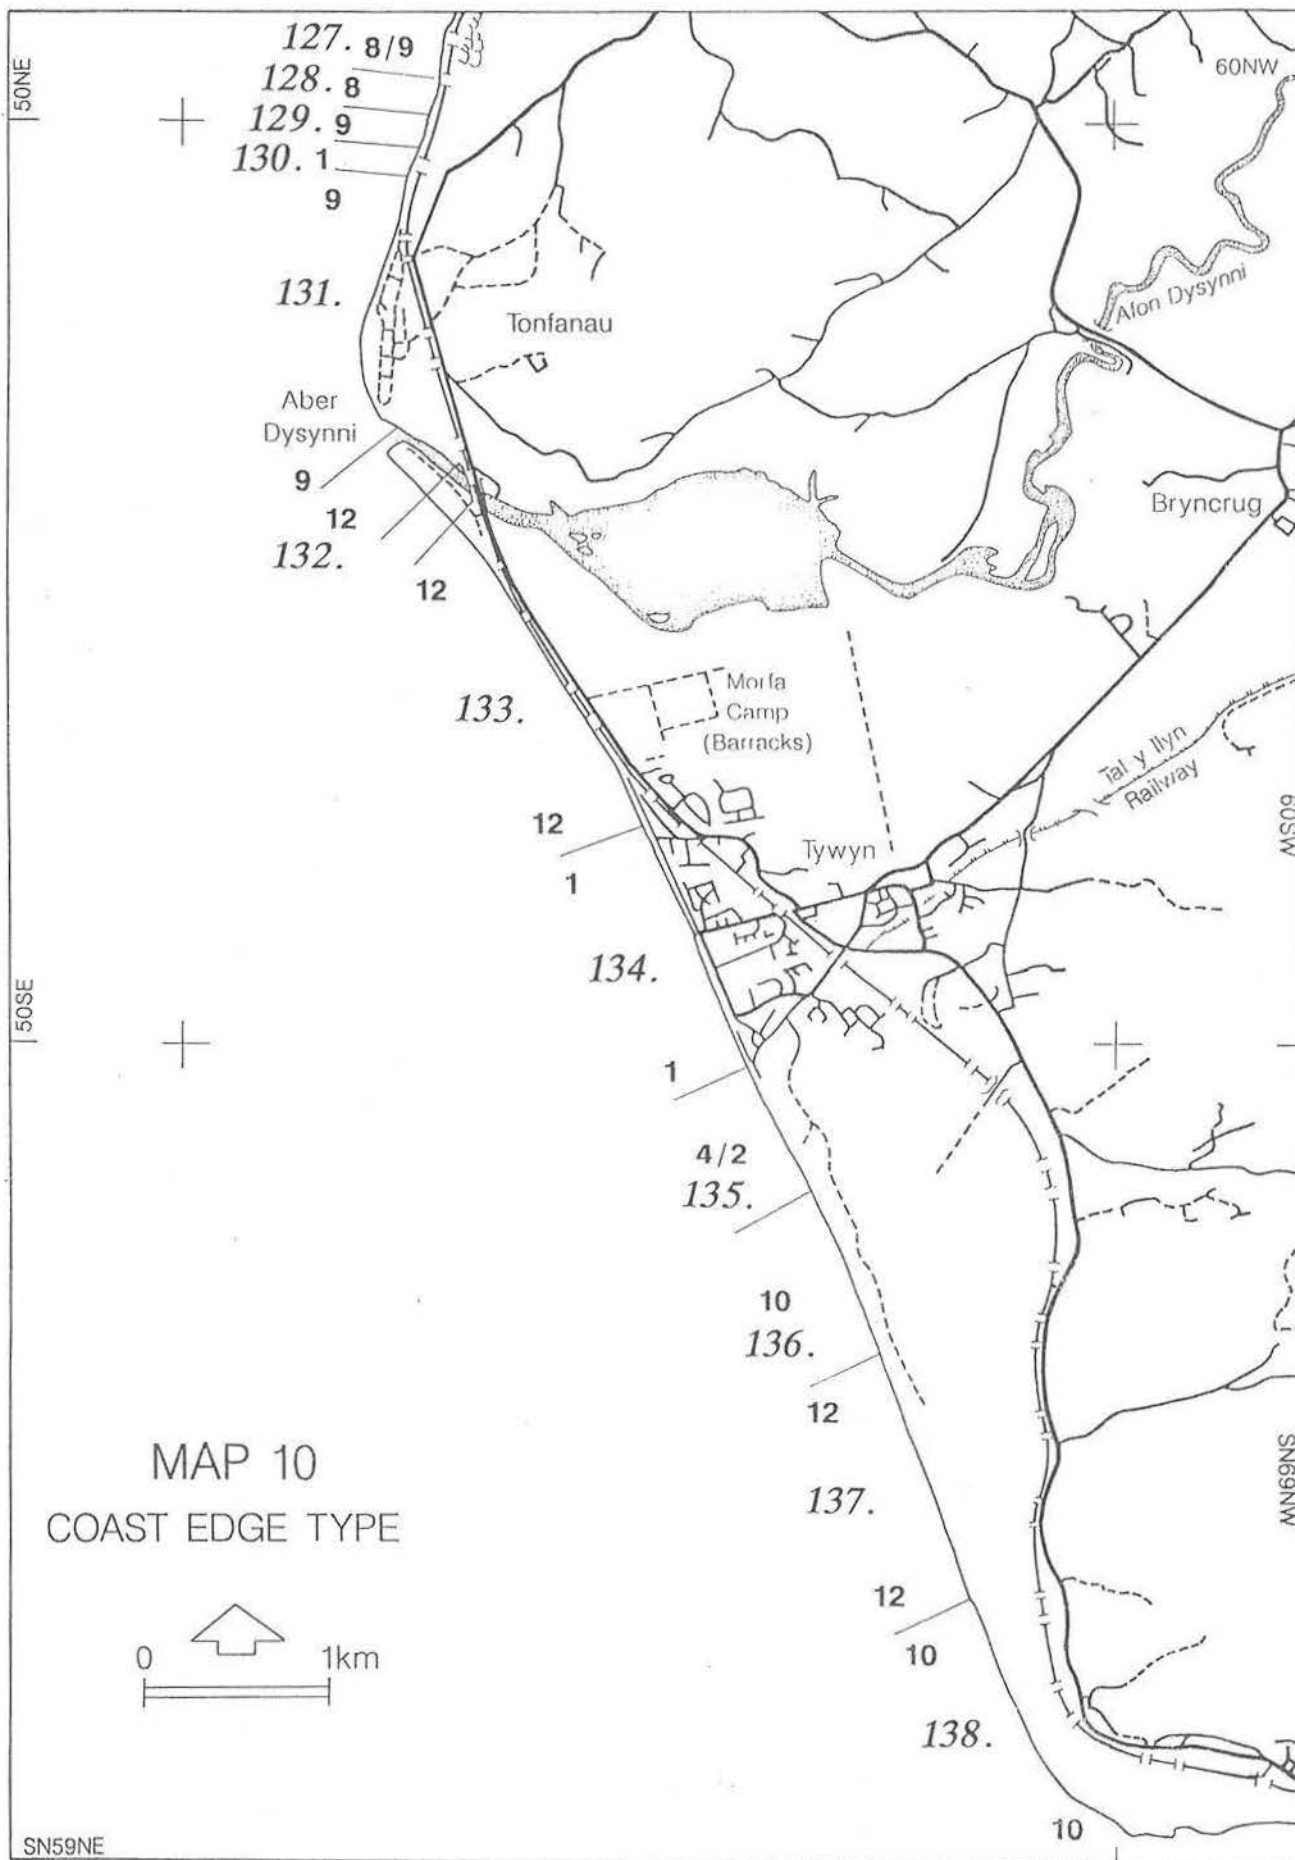 127. 8/9
128. 8
129. 9
130. 1
9
50NE
60NW
131.
Tonfanau
Afon Dysynni
Aber
Dysynni
9
12
132.
12
Bryncrug
133.
Morfa
Camp
(Barracks)
Tal y llyn
Railway
60SW
12
1
Tywyn
134.
50SE
1
4/2
135.
10
136.
12
MAP 10
COAST EDGE TYPE
137.
SN69NW
12
10
0 1km
138.
10
SN59NE